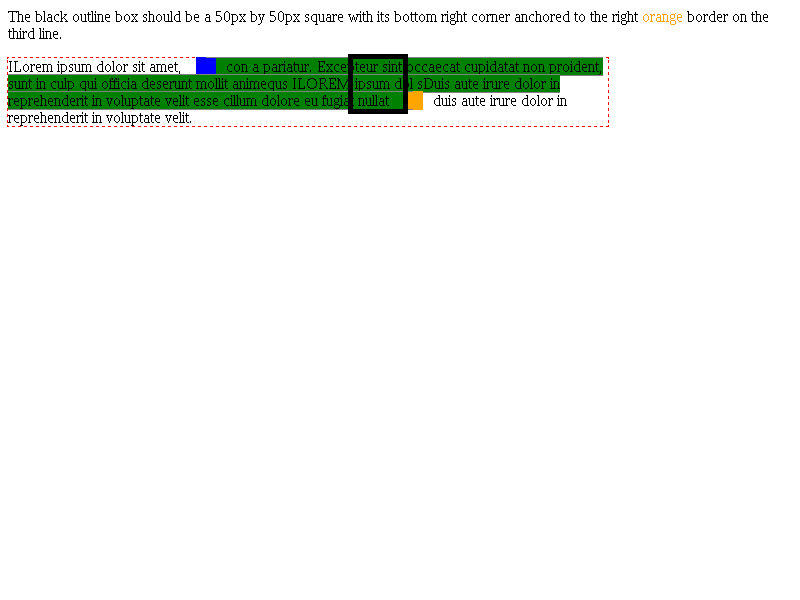 The black outline box should be a 50px by 50px square with its bottom right corner anchored to the right orange border on the
third line.
ILorem ipsum dolor sit amet, con a pariatur. Excepteur sint occaecat cupidatat non proident,
sunt in culp qui officia deserunt mollit animequs ILOREM ipsum dol sDuis aute irure dolor in
reprehenderit in voluptate velit esse cillum dolore eu fugiat nullat duis aute irure dolor in
reprehenderit in voluptate velit.